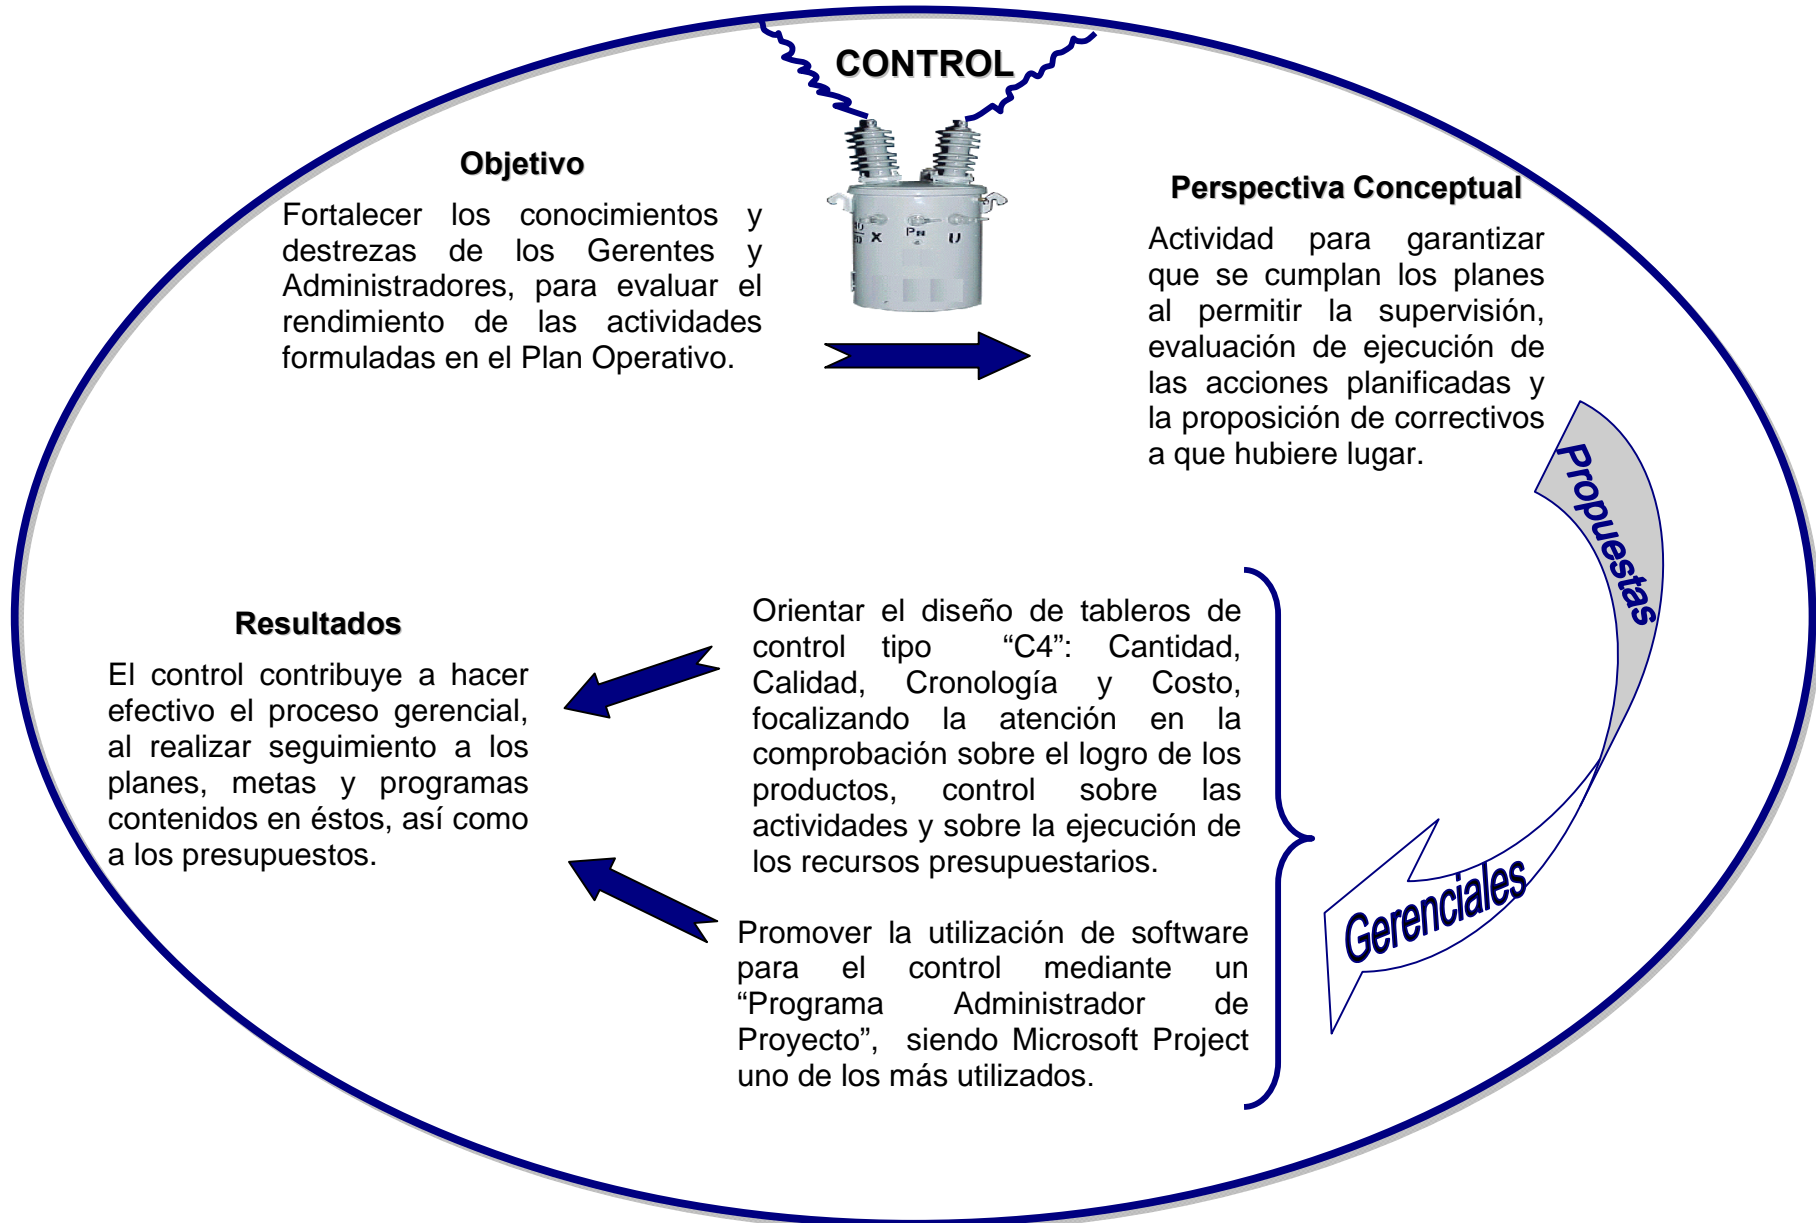 CONTROL
Objetivo
Fortalecer los conocimientos y
destrezas de los Gerentes y
Administradores, para evaluar el
rendimiento de las actividades
formuladas en el Plan Operativo.
X PN U
Perspectiva Conceptual
Actividad para garantizar
que se cumplan los planes
al permitir la supervisión,
evaluación de ejecución de
las acciones planificadas y
la proposición de correctivos
a que hubiere lugar.
Propuestas
Gerenciales
Orientar el diseño de tableros de
control tipo “C4”: Cantidad,
Calidad, Cronología y Costo,
focalizando la atención en la
comprobación sobre el logro de los
productos, control sobre las
actividades y sobre la ejecución de
los recursos presupuestarios.
Promover la utilización de software
para el control mediante un
“Programa Administrador de
Proyecto”, siendo Microsoft Project
uno de los más utilizados.
Resultados
El control contribuye a hacer
efectivo el proceso gerencial,
al realizar seguimiento a los
planes, metas y programas
contenidos en éstos, así como
a los presupuestos.